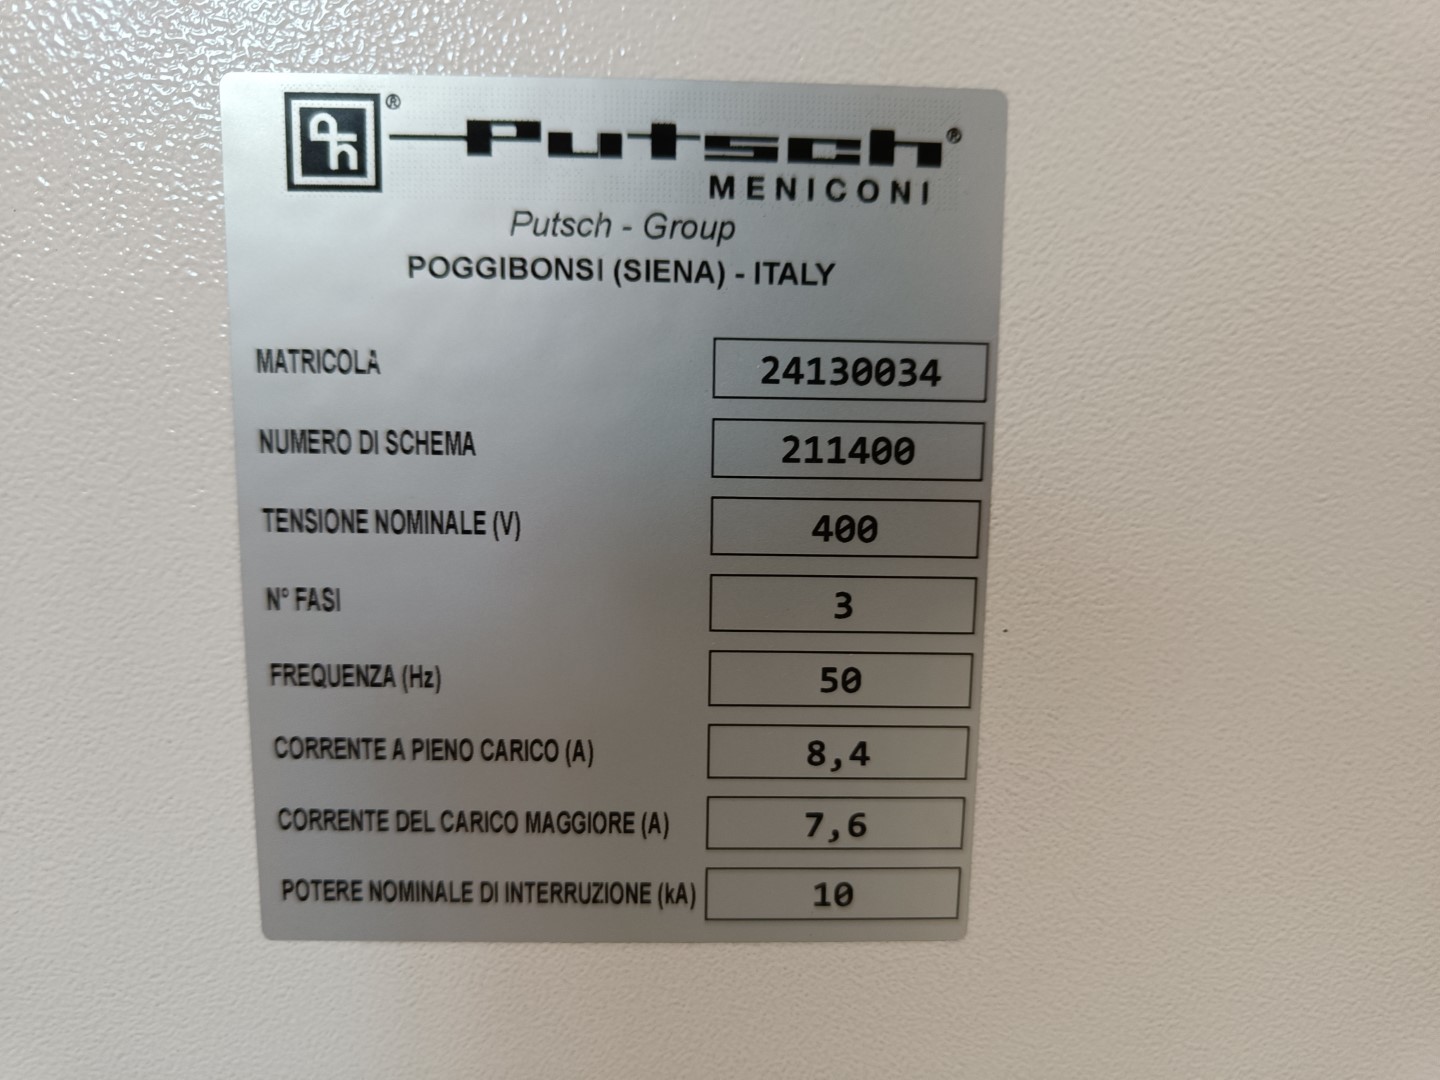 Ph® Putsch®
MENICONI
Putsch - Group
POGGIBONSI (SIENA) - ITALY
MATRICOLA 24130034
NUMERO DI SCHEMA 211400
TENSIONE NOMINALE (V) 400
N° FASI 3
FREQUENZA (Hz) 50
CORRENTE A PIENO CARICO (A) 8,4
CORRENTE DEL CARICO MAGGIORE (A) 7,6
POTERE NOMINALE DI INTERRUZIONE (kA) 10